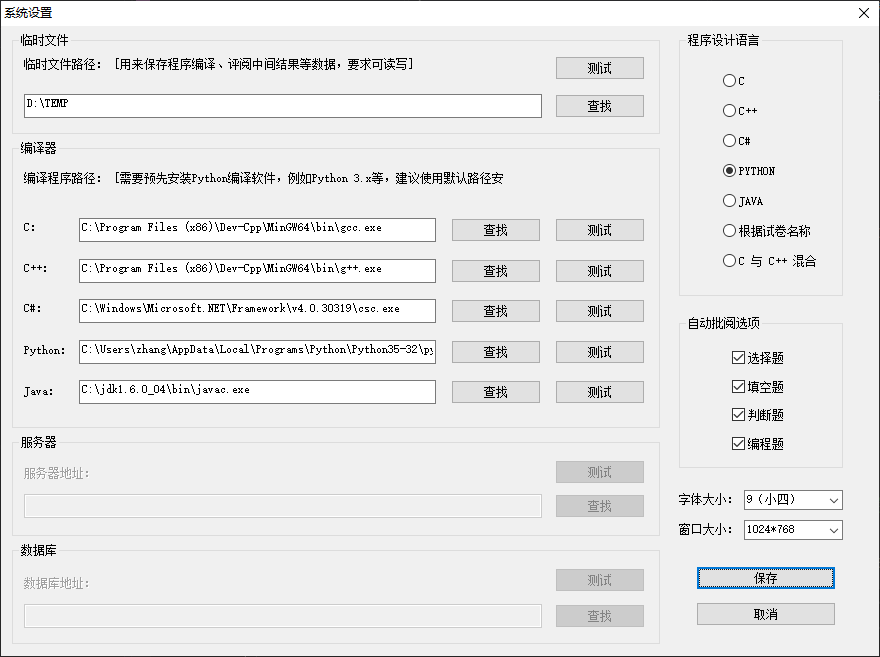 系统设置
临时文件
临时文件路径: [用来保存程序编译、评阅中间结果等数据，要求可读写]
测试
D:\TEMP
查找
编译器
编译程序路径: [需要预先安装Python编译软件，例如Python 3.x等，建议使用默认路径安
C: C:\Program Files (x86)\Dev-Cpp\MinGW64\bin\gcc.exe 查找 测试
C++: C:\Program Files (x86)\Dev-Cpp\MinGW64\bin\g++.exe 查找 测试
C#: C:\Windows\Microsoft.NET\Framework\v4.0.30319\csc.exe 查找 测试
Python: C:\Users\zhang\AppData\Local\Programs\Python\Python35-32\py 查找 测试
Java: C:\jdk1.6.0_04\bin\javac.exe 查找 测试
服务器
服务器地址: 测试
查找
数据库
数据库地址: 测试
查找
程序设计语言
C
C++
C#
PYTHON
JAVA
根据试卷名称
C 与 C++ 混合
自动批阅选项
选择题
填空题
判断题
编程题
字体大小: 9（小四）
窗口大小: 1024*768
保存
取消